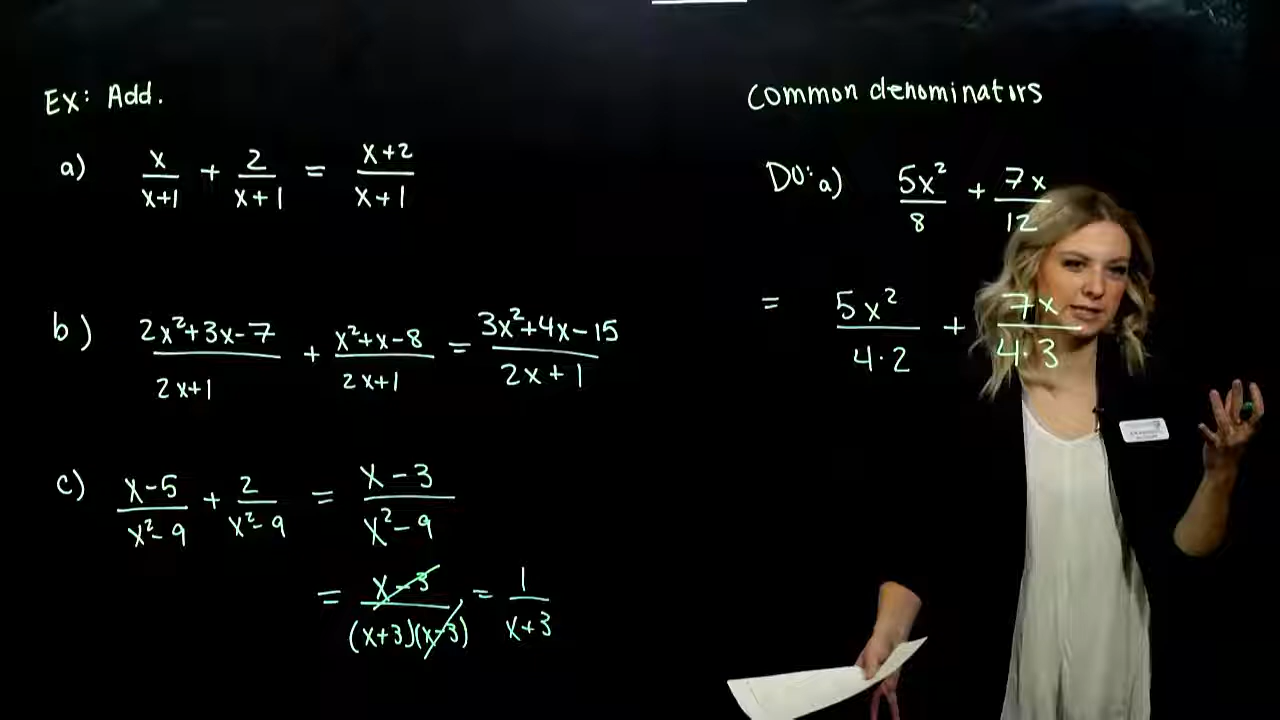 Ex: Add.
a) x/(x+1) + 2/(x+1) = (x+2)/(x+1)
b) (2x²+3x-7)/(2x+1) + (x²+x-8)/(2x+1) = (3x²+4x-15)/(2x+1)
c) (x-5)/(x²-9) + 2/(x²-9) = (x-3)/(x²-9)
= (x-3)/((x+3)(x-3)) = 1/(x+3)
Common denominators
DO: a) 5x²/8 + 7x/12
= 5x²/(4·2) + 7x/(4·3)